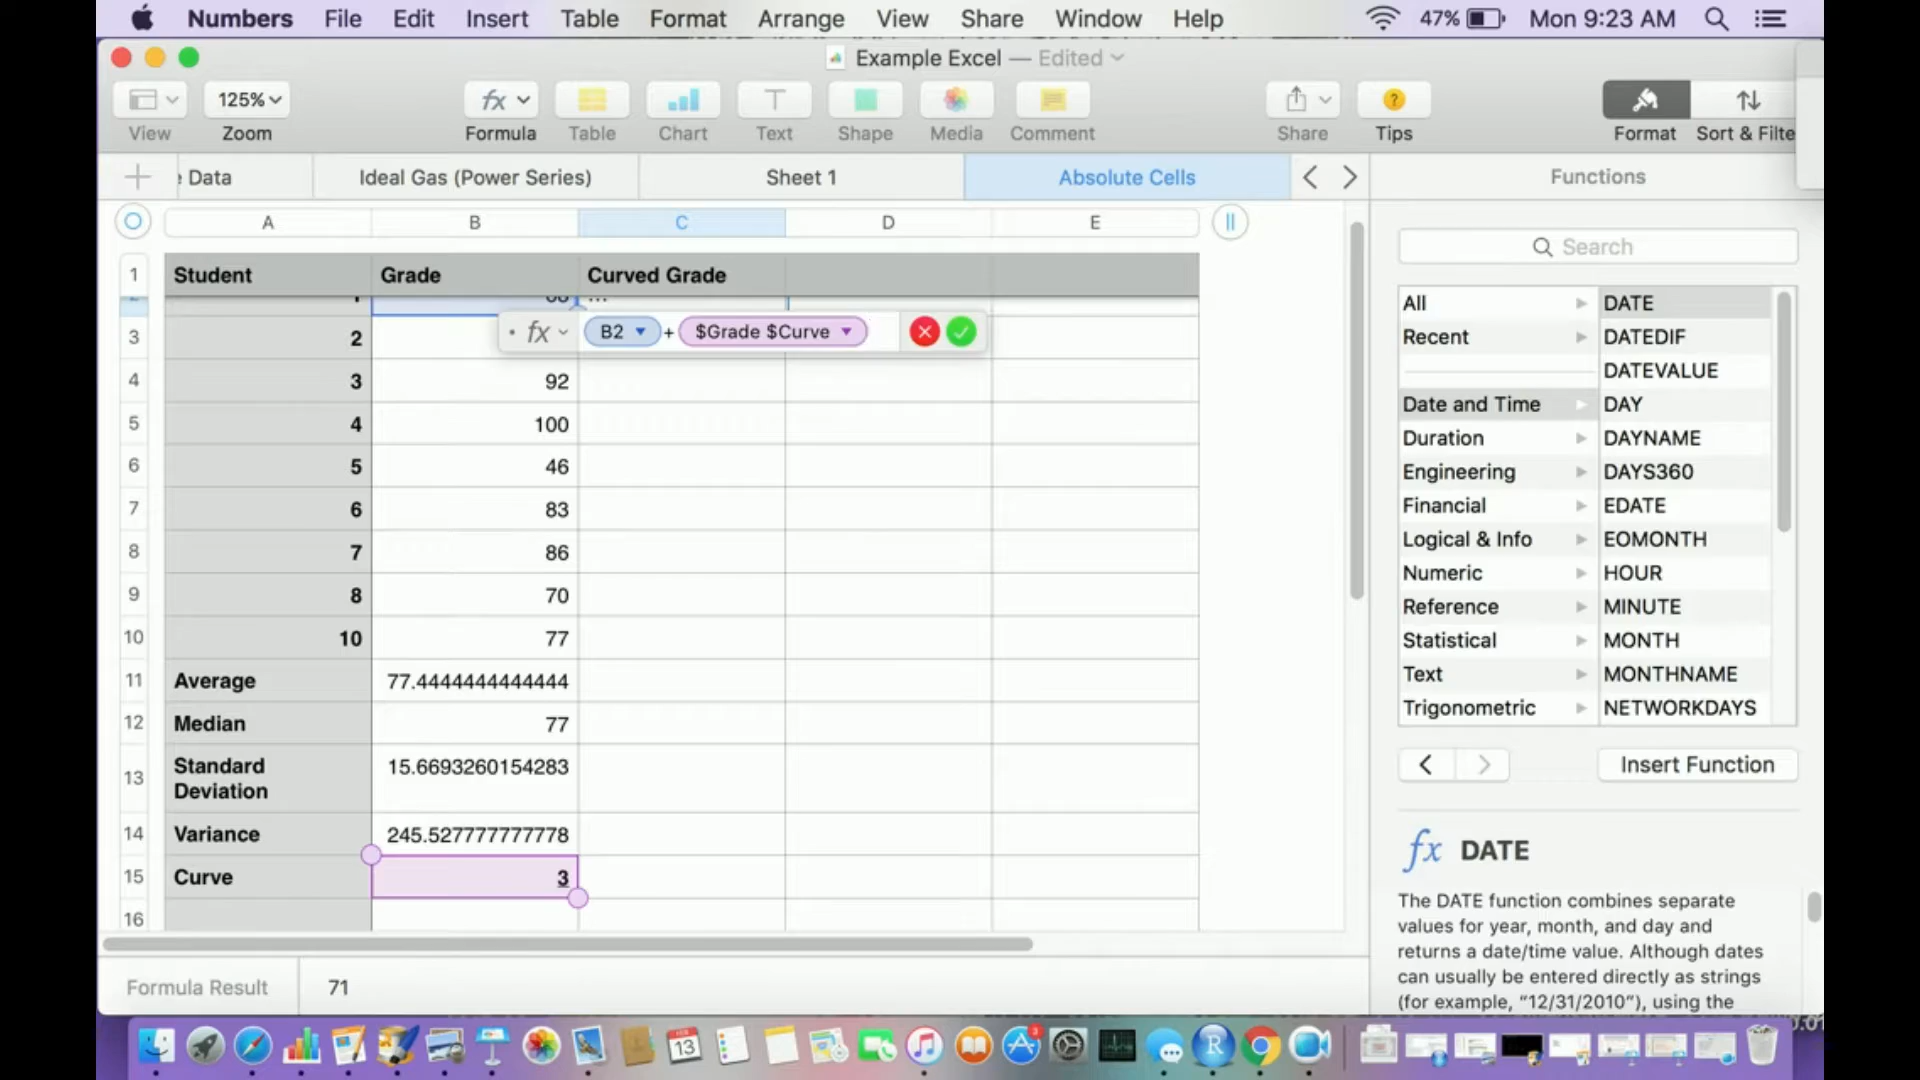 Numbers File Edit Insert Table Format Arrange View Share Window Help 47% Mon 9:23 AM
Example Excel — Edited
125%
View Zoom Formula Table Chart Text Shape Media Comment Share Tips Format Sort & Filte
Data Ideal Gas (Power Series) Sheet 1 Absolute Cells Functions
A B C D E
Search
1 Student Grade Curved Grade
fx B2 + $Grade $Curve
3 2
4 3 92
5 4 100
6 5 46
7 6 83
8 7 86
9 8 70
10 10 77
11 Average 77.4444444444444
12 Median 77
13 Standard Deviation 15.6693260154283
14 Variance 245.527777777778
15 Curve 3
16
Formula Result 71
All
Recent
Date and Time
Duration
Engineering
Financial
Logical & Info
Numeric
Reference
Statistical
Text
Trigonometric
DATE
DATEDIF
DATEVALUE
DAY
DAYNAME
DAYS360
EDATE
EOMONTH
HOUR
MINUTE
MONTH
MONTHNAME
NETWORKDAYS
Insert Function
fx DATE
The DATE function combines separate
values for year, month, and day and
returns a date/time value. Although dates
can usually be entered directly as strings
(for example, “12/31/2010”), using the
FEB
13
3
R